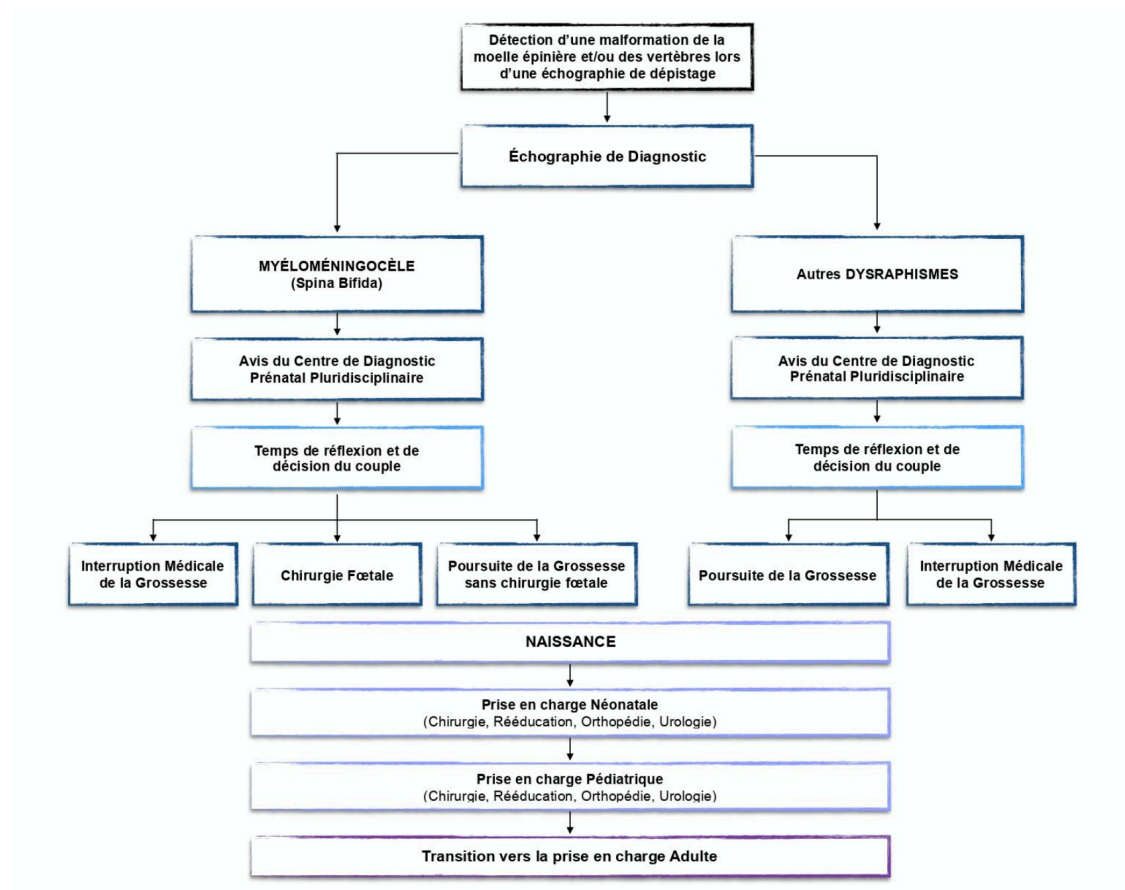 Détection d’une malformation de la
moelle épinière et/ou des vertèbres lors
d’une échographie de dépistage
Échographie de Diagnostic
MYÉLOMÉNINGOCÈLE
(Spina Bifida)
Autres DYSRAPHISMES
Avis du Centre de Diagnostic
Prénatal Pluridisciplinaire
Avis du Centre de Diagnostic
Prénatal Pluridisciplinaire
Temps de réflexion et de
décision du couple
Temps de réflexion et de
décision du couple
Interruption Médicale
de la Grossesse
Chirurgie Fœtale
Poursuite de la Grossesse
sans chirurgie fœtale
Poursuite de la Grossesse
Interruption Médicale
de la Grossesse
NAISSANCE
Prise en charge Néonatale
(Chirurgie, Rééducation, Orthopédie, Urologie)
Prise en charge Pédiatrique
(Chirurgie, Rééducation, Orthopédie, Urologie)
Transition vers la prise en charge Adulte